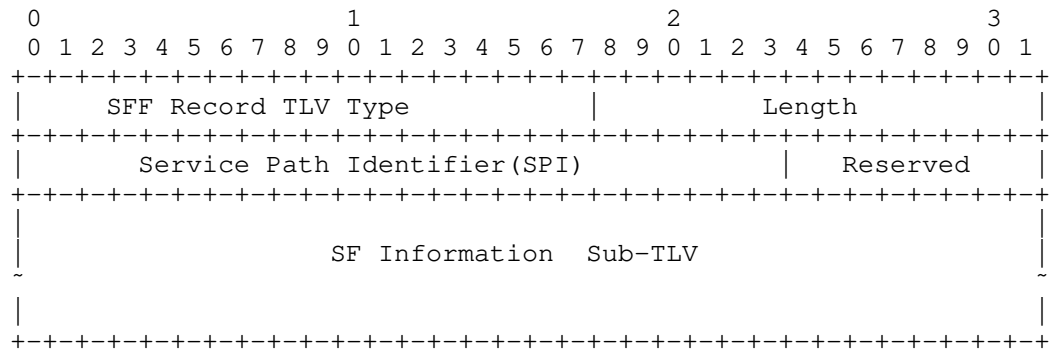 0                   1                   2                   3
0 1 2 3 4 5 6 7 8 9 0 1 2 3 4 5 6 7 8 9 0 1 2 3 4 5 6 7 8 9 0 1
+-+-+-+-+-+-+-+-+-+-+-+-+-+-+-+-+-+-+-+-+-+-+-+-+-+-+-+-+-+-+-+-+
|     SFF Record TLV Type           |          Length           |
+-+-+-+-+-+-+-+-+-+-+-+-+-+-+-+-+-+-+-+-+-+-+-+-+-+-+-+-+-+-+-+-+
|       Service Path Identifier(SPI)            |   Reserved    |
+-+-+-+-+-+-+-+-+-+-+-+-+-+-+-+-+-+-+-+-+-+-+-+-+-+-+-+-+-+-+-+-+
|                                                               |
|                   SF Information  Sub-TLV                     |
~                                                               ~
|                                                               |
+-+-+-+-+-+-+-+-+-+-+-+-+-+-+-+-+-+-+-+-+-+-+-+-+-+-+-+-+-+-+-+-+